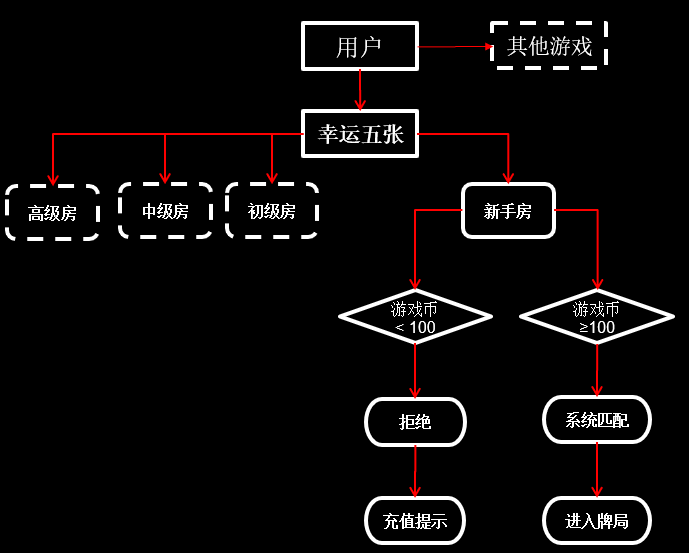 用户
其他游戏
幸运五张
高级房
中级房
初级房
新手房
游戏币
< 100
游戏币
≥100
拒绝
系统匹配
充值提示
进入牌局